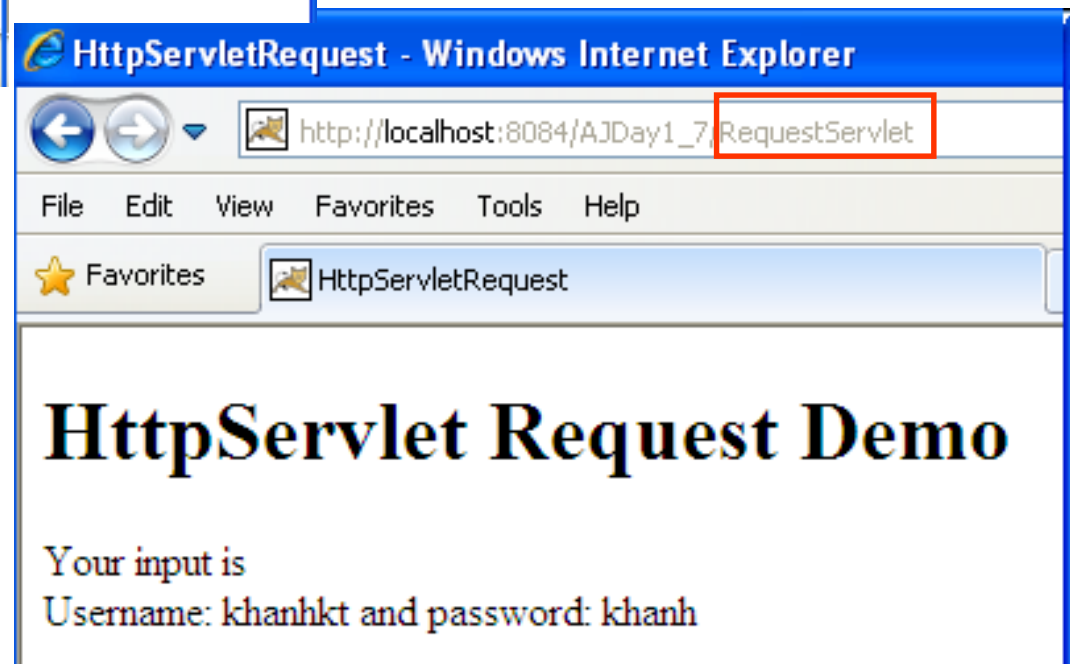 HttpServletRequest - Windows Internet Explorer
http://localhost:8084/AJDay1_7/RequestServlet
File Edit View Favorites Tools Help
Favorites HttpServletRequest
HttpServlet Request Demo
Your input is
Username: khanhkt and password: khanh